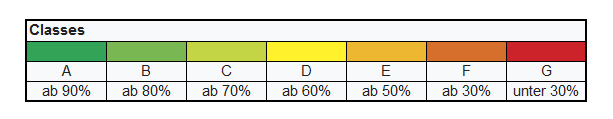 Classes
A B C D E F G
ab 90% ab 80% ab 70% ab 60% ab 50% ab 30% unter 30%